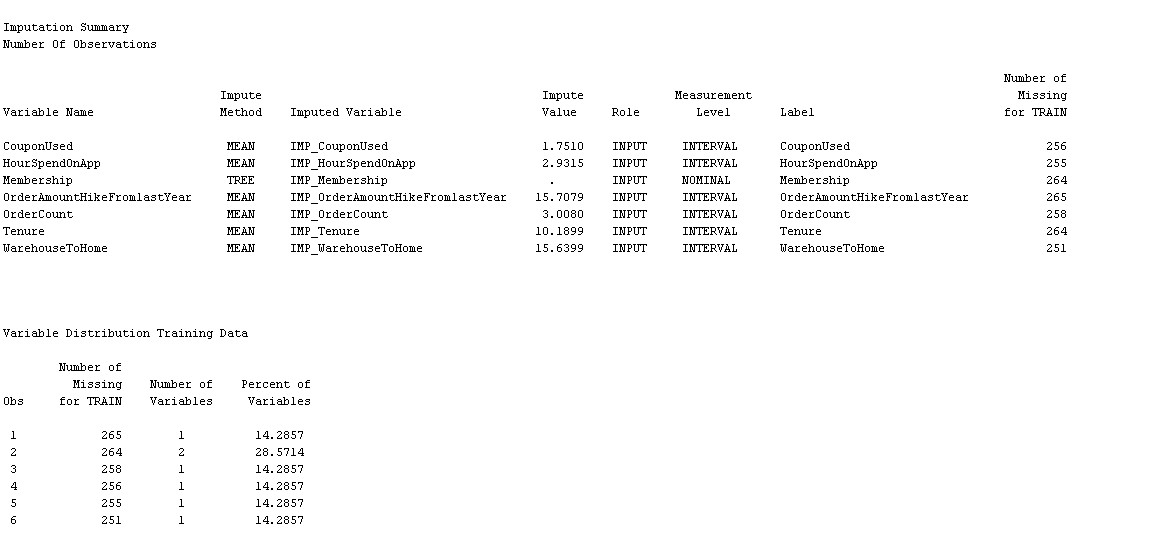 Imputation Summary
Number Of Observations
Number of
Impute Impute Measurement Missing
Variable Name Method Imputed Variable Value Role Level Label for TRAIN
CouponUsed MEAN IMP_CouponUsed 1.7510 INPUT INTERVAL CouponUsed 256
HourSpendOnApp MEAN IMP_HourSpendOnApp 2.9315 INPUT INTERVAL HourSpendOnApp 255
Membership TREE IMP_Membership . INPUT NOMINAL Membership 264
OrderAmountHikeFromlastYear MEAN IMP_OrderAmountHikeFromlastYear 15.7079 INPUT INTERVAL OrderAmountHikeFromlastYear 265
OrderCount MEAN IMP_OrderCount 3.0080 INPUT INTERVAL OrderCount 258
Tenure MEAN IMP_Tenure 10.1899 INPUT INTERVAL Tenure 264
WarehouseToHome MEAN IMP_WarehouseToHome 15.6399 INPUT INTERVAL WarehouseToHome 251
Variable Distribution Training Data
Number of
Missing Number of Percent of
Obs for TRAIN Variables Variables
1 265 1 14.2857
2 264 2 28.5714
3 258 1 14.2857
4 256 1 14.2857
5 255 1 14.2857
6 251 1 14.2857